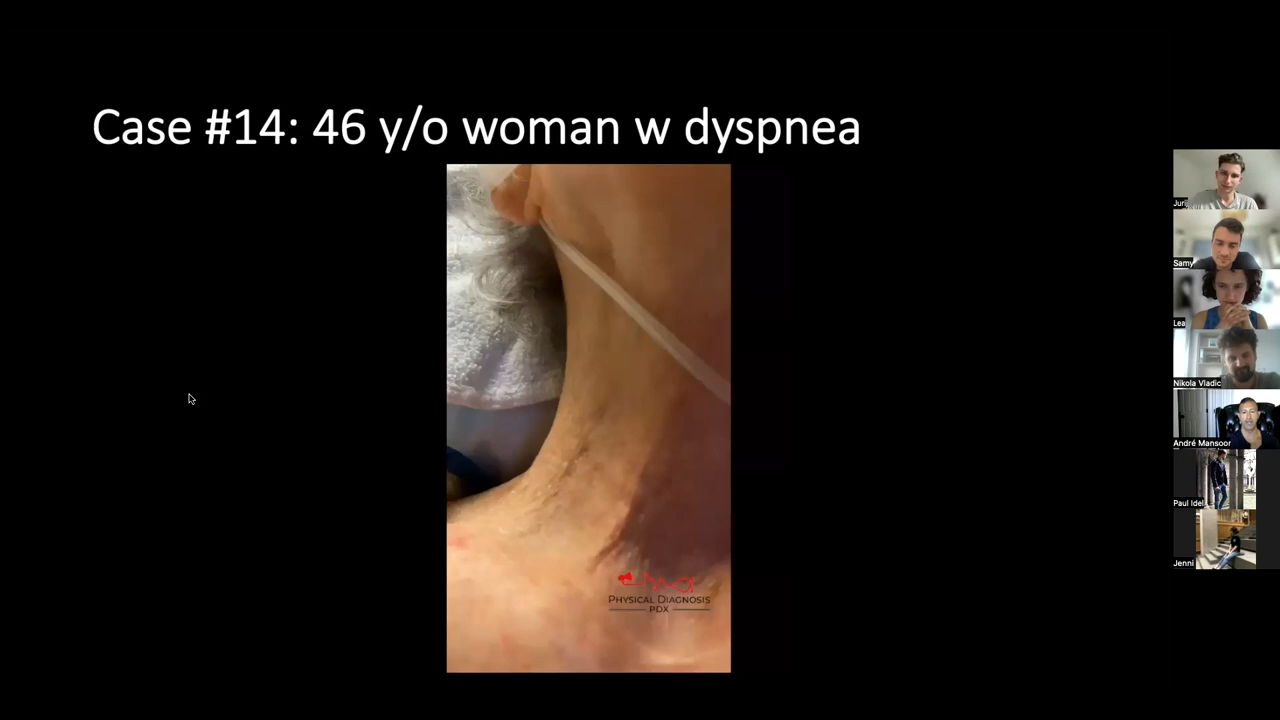 Case #14: 46 y/o woman w dyspnea
PHYSICAL DIAGNOSIS
PDX
Jurij
Samy
Lea
Nikola Vladic
André Mansoor
Paul Idel
Jenni